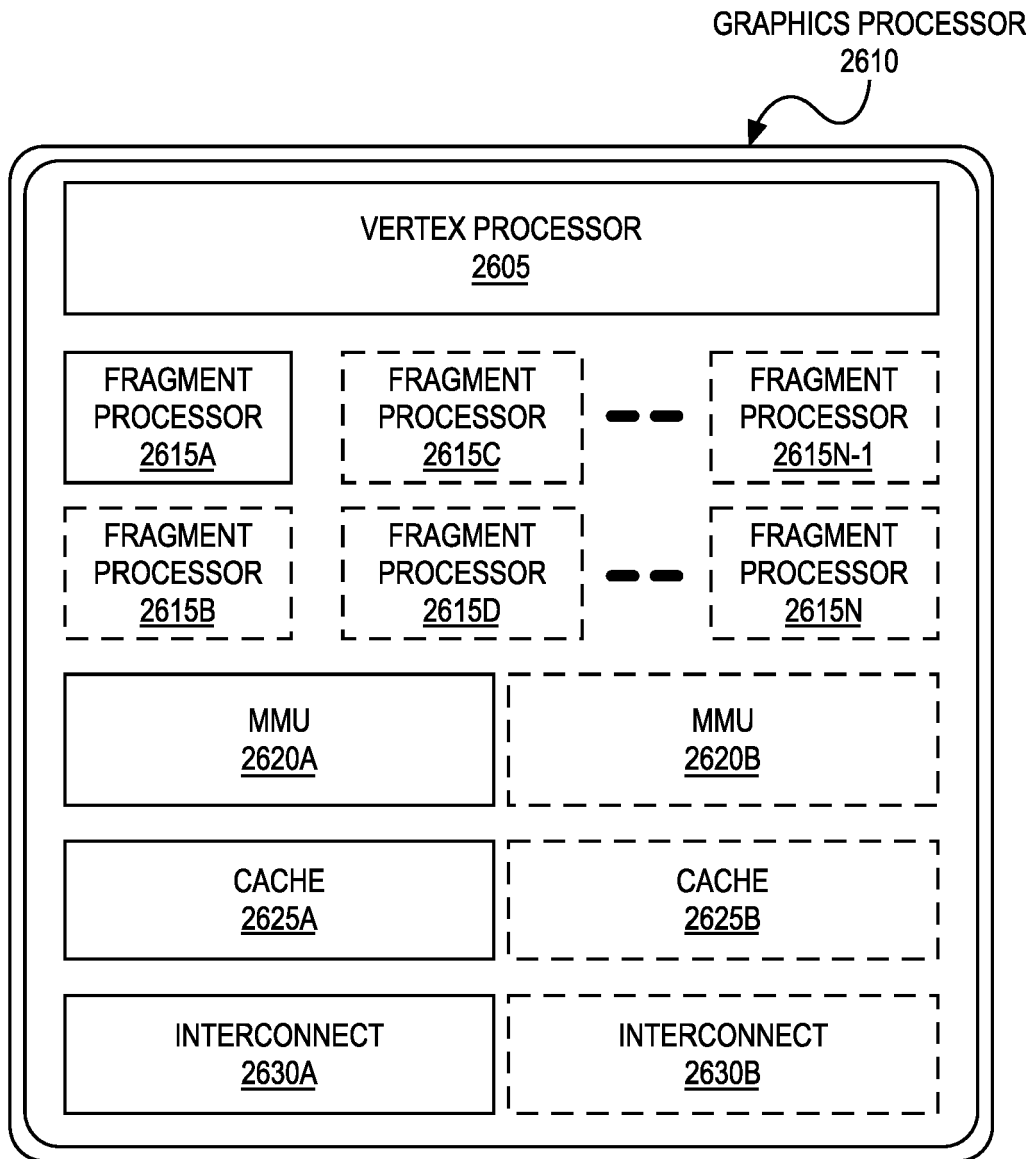 GRAPHICS PROCESSOR
2610
VERTEX PROCESSOR
2605
FRAGMENT
PROCESSOR
2615A
FRAGMENT
PROCESSOR
2615C
FRAGMENT
PROCESSOR
2615N-1
FRAGMENT
PROCESSOR
2615B
FRAGMENT
PROCESSOR
2615D
FRAGMENT
PROCESSOR
2615N
MMU
2620A
MMU
2620B
CACHE
2625A
CACHE
2625B
INTERCONNECT
2630A
INTERCONNECT
2630B